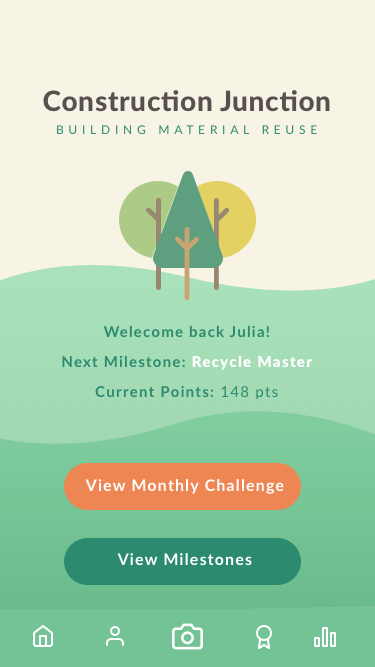 Construction Junction
BUILDING MATERIAL REUSE
Welecome back Julia!
Next Milestone: Recycle Master
Current Points: 148 pts
View Monthly Challenge
View Milestones